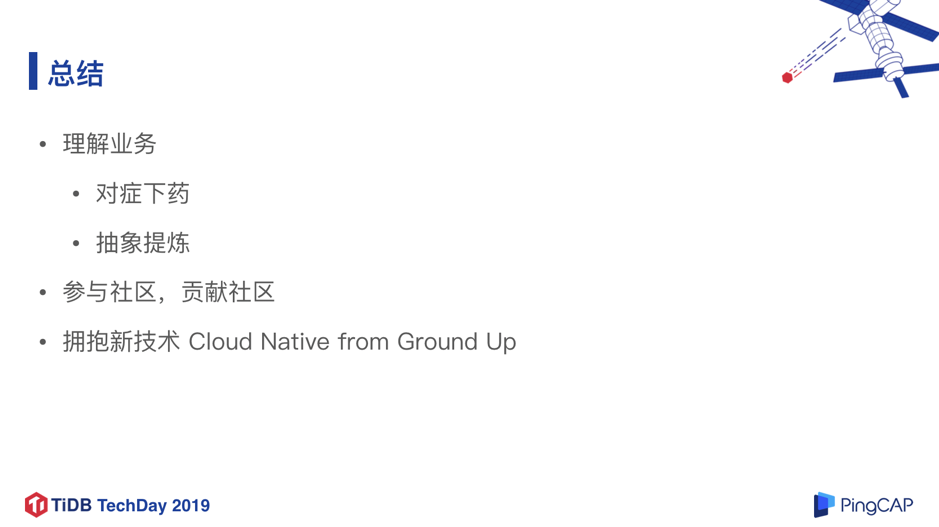 总结
• 理解业务
• 对症下药
• 抽象提炼
• 参与社区，贡献社区
• 拥抱新技术 Cloud Native from Ground Up
TiDB TechDay 2019
PingCAP